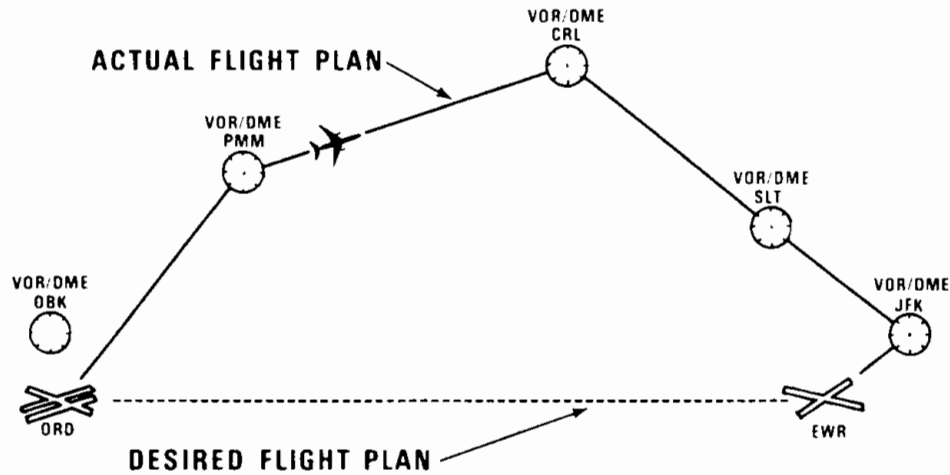 VOR/DME
CRL
ACTUAL FLIGHT PLAN
VOR/DME
PMM
VOR/DME
SLT
VOR/DME
OBK
VOR/DME
JFK
ORD
EWR
DESIRED FLIGHT PLAN